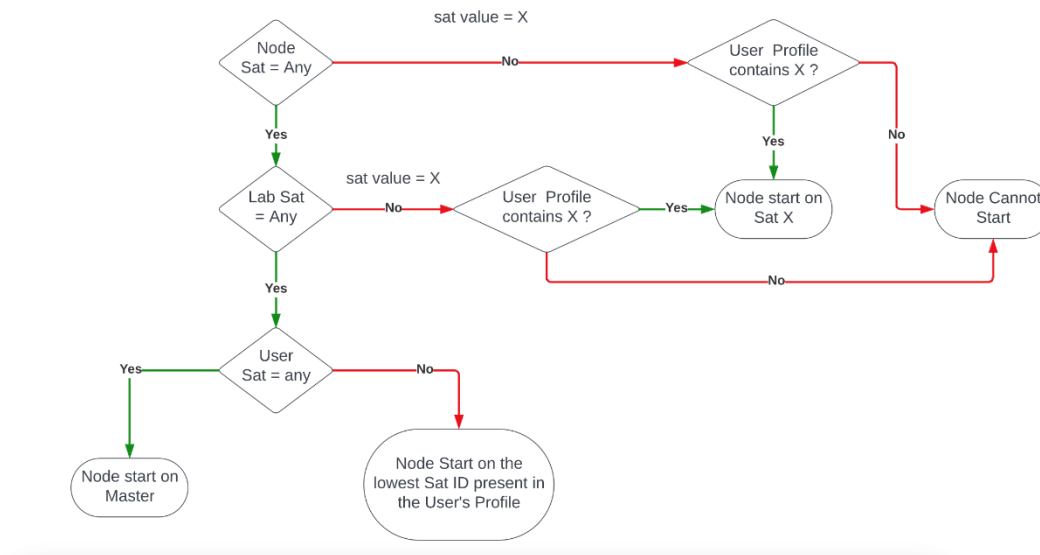 sat value = X
Node
Sat = Any
No
User  Profile
contains X ?
Yes
Yes
No
Lab Sat
= Any
sat value = X
No
User  Profile
contains X ?
Yes
Node start on
Sat X
Node Cannot
Start
Yes
No
User
Sat = any
Yes
No
Node start on
Master
Node Start on the
lowest Sat ID present in
the User's Profile